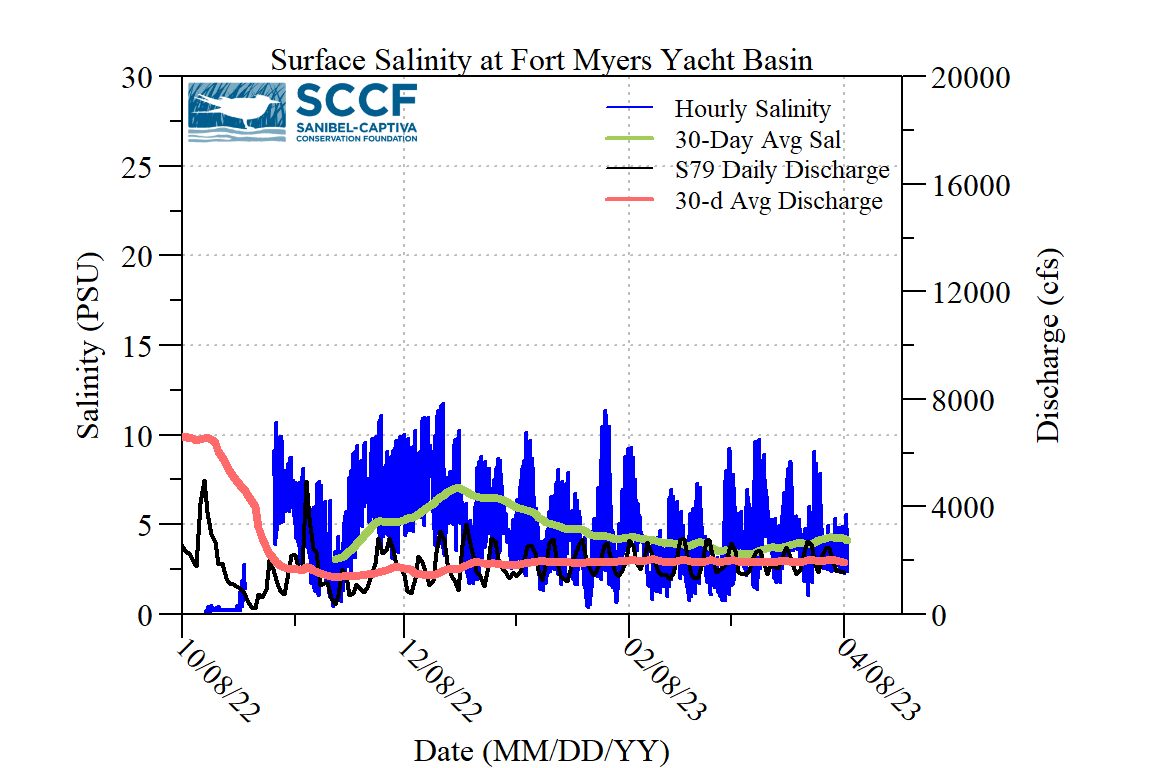 Surface Salinity at Fort Myers Yacht Basin
SCCF
SANIBEL-CAPTIVA
CONSERVATION FOUNDATION
Hourly Salinity
30-Day Avg Sal
S79 Daily Discharge
30-d Avg Discharge
30
25
20
15
10
5
0
Salinity (PSU)
20000
16000
12000
8000
4000
0
Discharge (cfs)
10/08/22
12/08/22
02/08/23
04/08/23
Date (MM/DD/YY)